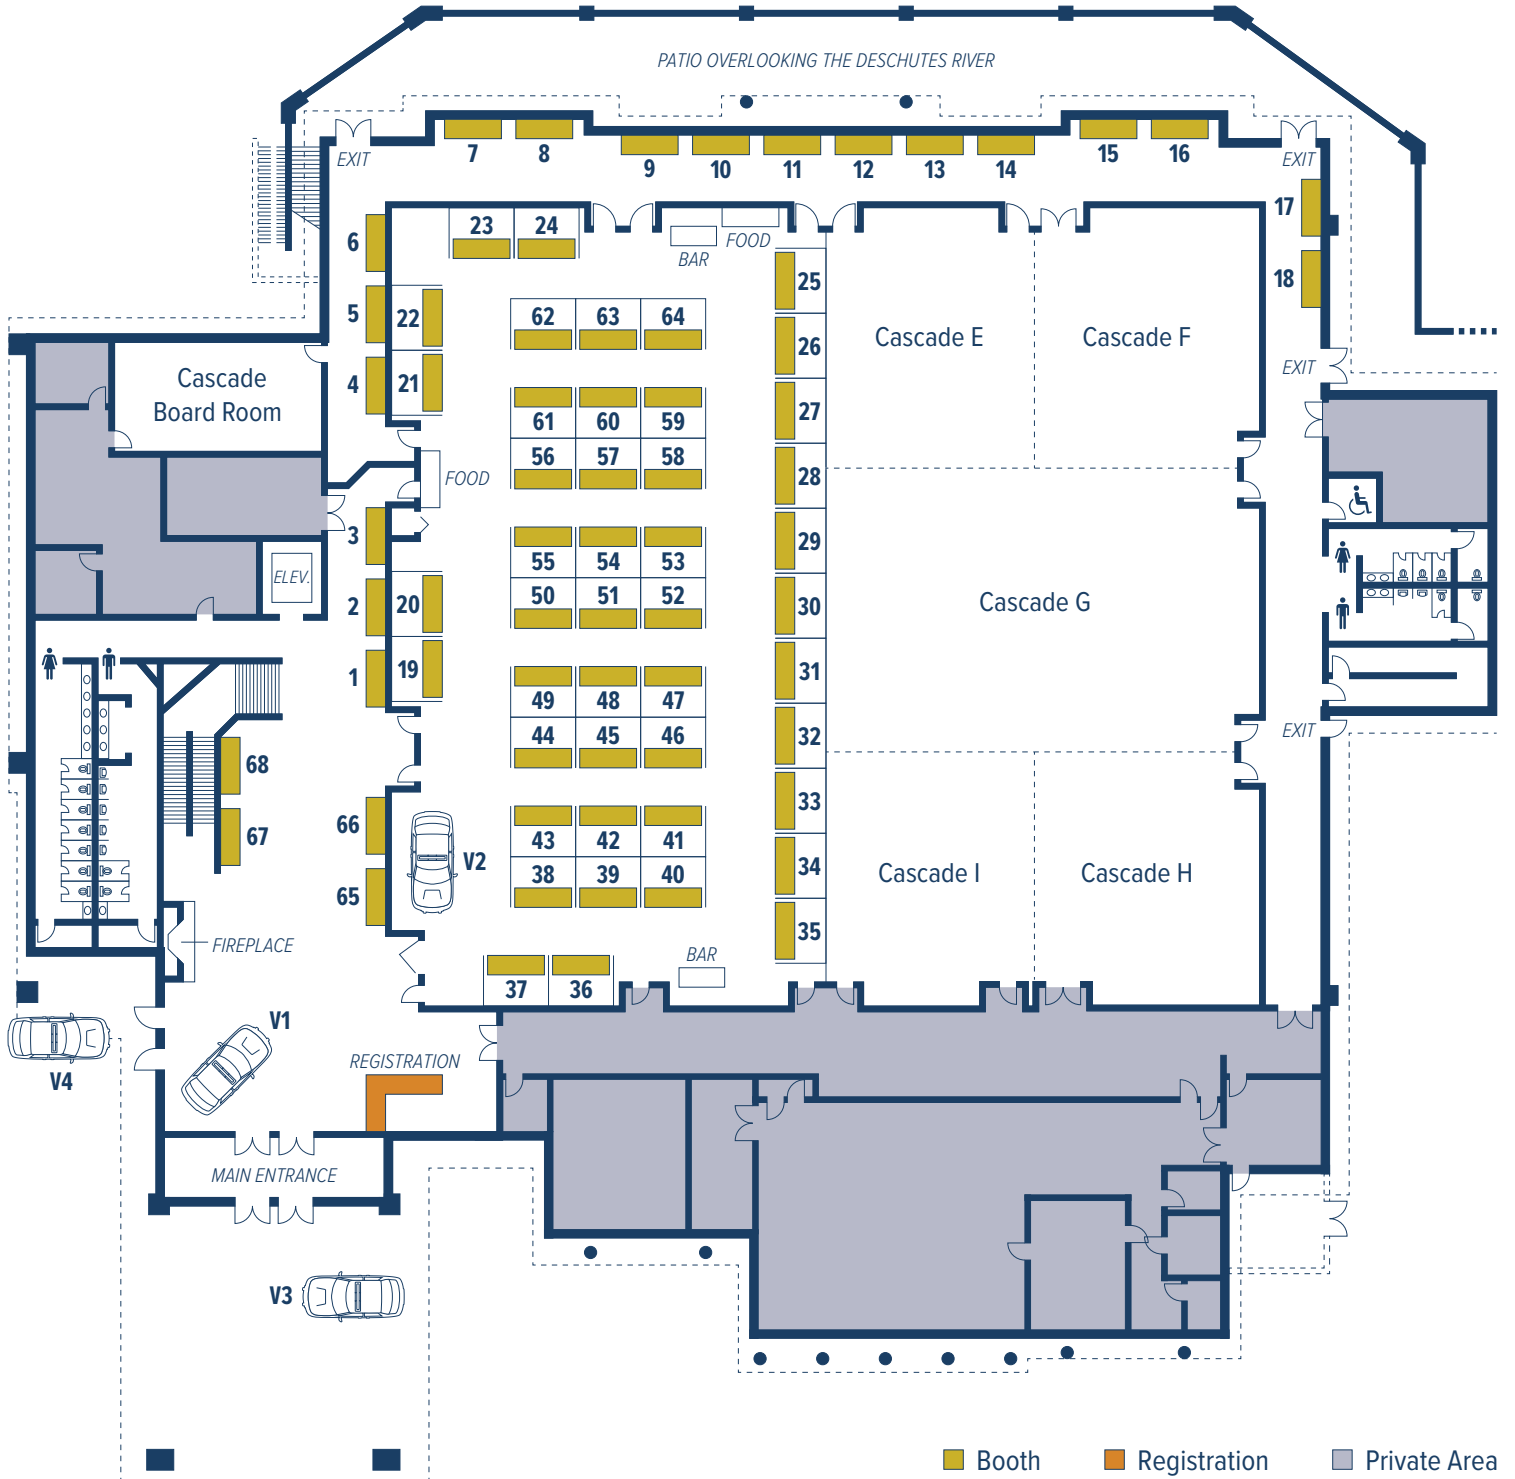 PATIO OVERLOOKING THE DESCHUTES RIVER
EXIT
7
8
9
10
11
12
13
14
15
16
EXIT
17
18
6
5
4
23
24
BAR
FOOD
22
21
62
63
64
61
60
59
56
57
58
FOOD
25
26
27
28
29
30
31
32
33
34
35
Cascade E
Cascade F
EXIT
Cascade
Board Room
ELEV.
3
2
1
20
19
55
54
53
50
51
52
Cascade G
49
48
47
44
45
46
EXIT
68
67
66
65
V2
43
42
41
38
39
40
Cascade I
Cascade H
FIREPLACE
BAR
37
36
V1
V4
REGISTRATION
MAIN ENTRANCE
V3
Booth
Registration
Private Area